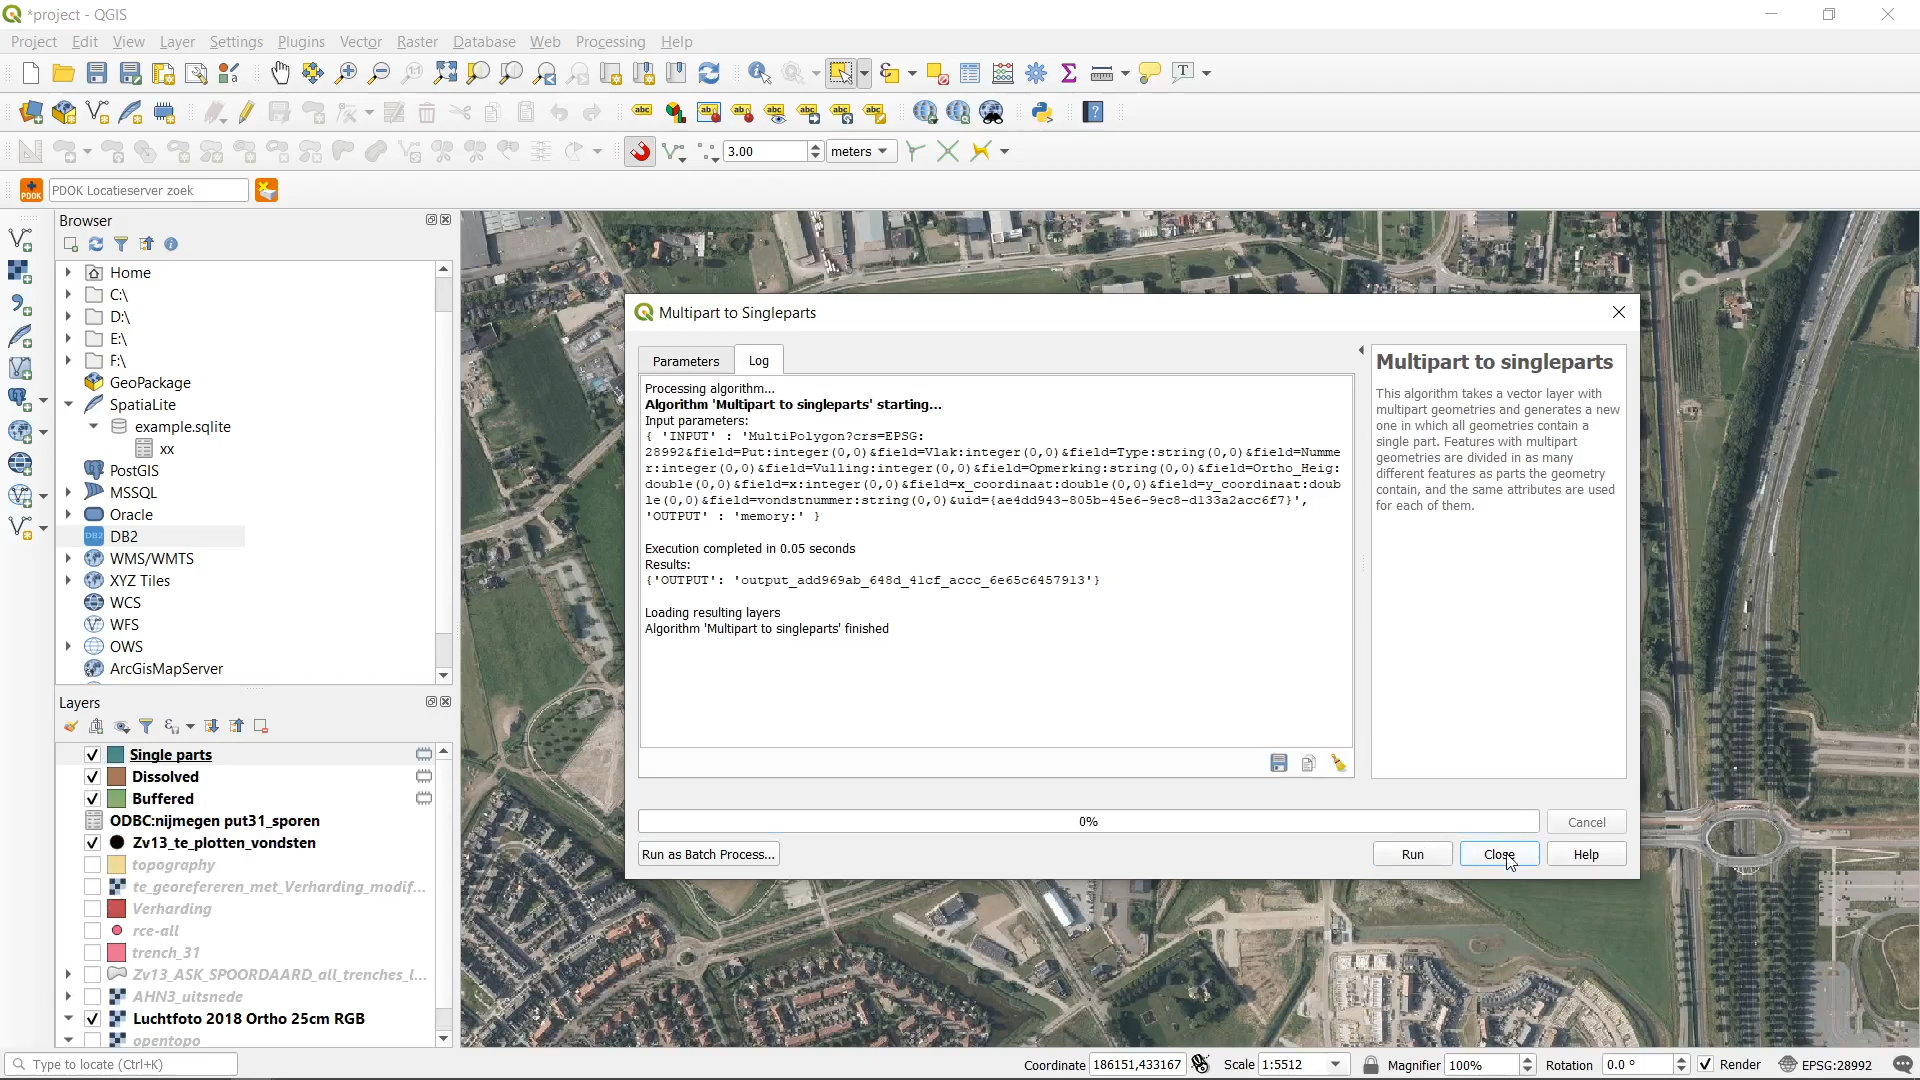 *project - QGIS
Project Edit View Layer Settings Plugins Vector Raster Database Web Processing Help
3.00 meters
PDOK Locatieserver zoek
Browser
Home
C:\
D:\
E:\
F:\
GeoPackage
SpatiaLite
example.sqlite
xx
PostGIS
MSSQL
Oracle
DB2
WMS/WMTS
XYZ Tiles
WCS
WFS
OWS
ArcGisMapServer
Layers
Single parts
Dissolved
Buffered
ODBC:nijmegen put31_sporen
Zv13_te_plotten_vondsten
topography
te_georefereren_met_Verharding_modif...
Verharding
rce-all
trench_31
Zv13_ASK_SPOORDAARD_all_trenches_l...
AHN3_uitsnede
Luchtfoto 2018 Ortho 25cm RGB
opentopo
Multipart to Singleparts
Parameters Log
Processing algorithm...
Algorithm 'Multipart to singleparts' starting...
Input parameters:
{ 'INPUT' : 'MultiPolygon?crs=EPSG:
28992&field=Put:integer(0,0)&field=Vlak:integer(0,0)&field=Type:string(0,0)&field=Numme
r:integer(0,0)&field=Vulling:integer(0,0)&field=Opmerking:string(0,0)&field=Ortho_Heig:
double(0,0)&field=x:integer(0,0)&field=x_coordinaat:double(0,0)&field=y_coordinaat:doub
le(0,0)&field=vondstnummer:string(0,0)&uid={ae4dd943-805b-45e6-9ec8-d133a2acc6f7}',
'OUTPUT' : 'memory:' }
Execution completed in 0.05 seconds
Results:
{'OUTPUT': 'output_add969ab_648d_41cf_accc_6e65c6457913'}
Loading resulting layers
Algorithm 'Multipart to singleparts' finished
Multipart to singleparts
This algorithm takes a vector layer with
multipart geometries and generates a new
one in which all geometries contain a
single part. Features with multipart
geometries are divided in as many
different features as parts the geometry
contain, and the same attributes are used
for each of them.
0%
Cancel
Run as Batch Process...
Run Close Help
Type to locate (Ctrl+K)
Coordinate 186151,433167 Scale 1:5512 Magnifier 100% Rotation 0.0 ° Render EPSG:28992